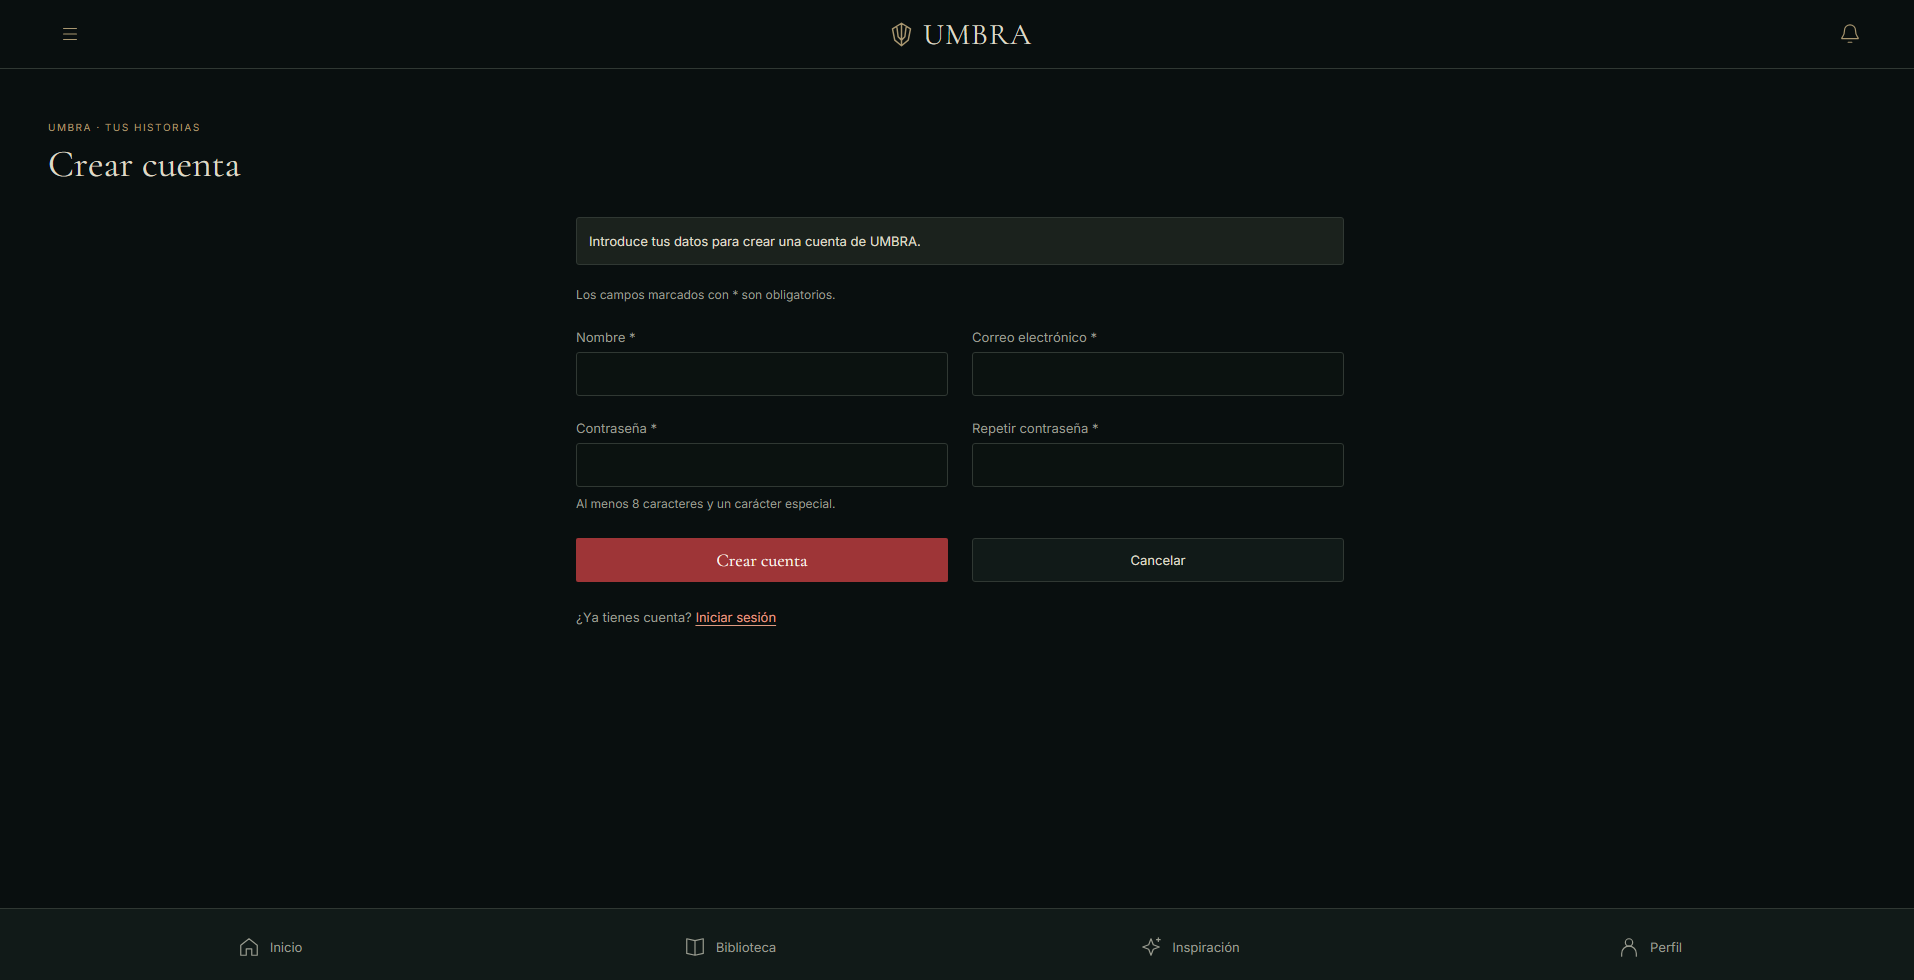 UMBRA
UMBRA · TUS HISTORIAS
Crear cuenta
Introduce tus datos para crear una cuenta de UMBRA.
Los campos marcados con * son obligatorios.
Nombre *
Correo electrónico *
Contraseña *
Repetir contraseña *
Al menos 8 caracteres y un carácter especial.
Crear cuenta
Cancelar
¿Ya tienes cuenta? Iniciar sesión
Inicio
Biblioteca
Inspiración
Perfil